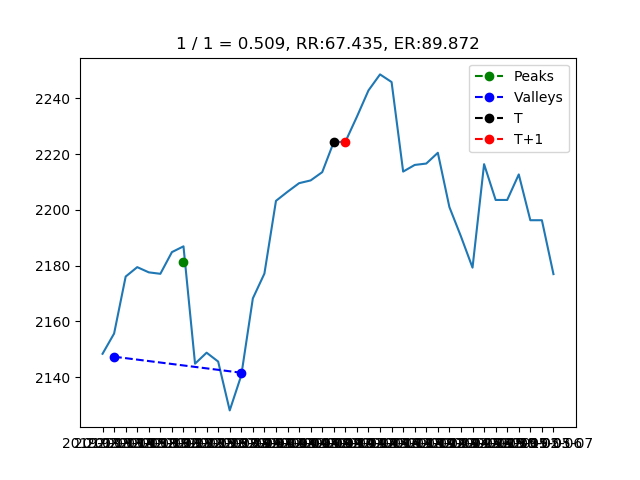 1 / 1 = 0.509, RR:67.435, ER:89.872
Peaks
Valleys
T
T+1
2240
2220
2200
2180
2160
2140